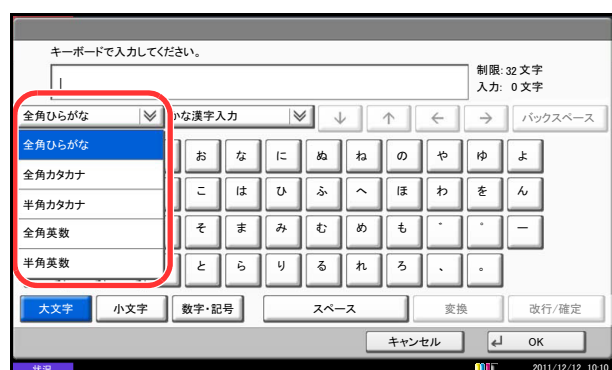 キーボードで入力してください。
制限: 32 文字
入力: 0 文字
全角ひらがな かな漢字入力 ↓ ↑ ← → バックスペース
全角ひらがな お な に ぬ ね の や ゆ よ
全角カタカナ
半角カタカナ こ は ひ ふ へ ほ わ を ん
全角英数 そ ま み む め も ゛ ゜ ー
半角英数 と ら り る れ ろ 、 。
大文字 小文字 数字・記号 スペース 変換 改行/確定
キャンセル OK
状況 2011/12/12 10:10